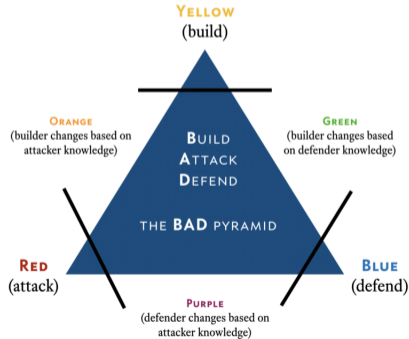 YELLOW
(build)
ORANGE
(builder changes based on
attacker knowledge)
GREEN
(builder changes based
on defender knowledge)
BUILD
ATTACK
DEFEND
THE BAD PYRAMID
RED
(attack)
BLUE
(defend)
PURPLE
(defender changes based on
attacker knowledge)